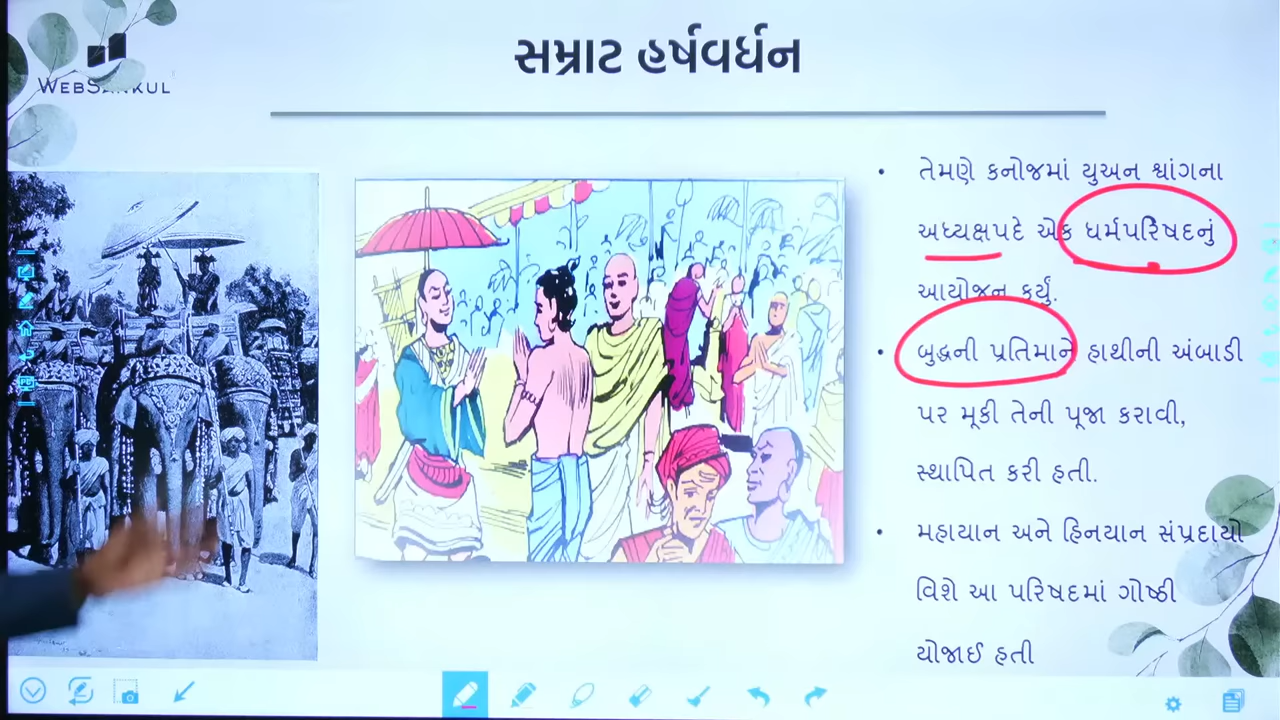 સમ્રાટ હર્ષવર્ધન
WEBSANKUL
તેમણે કનોજમાં યુઅન શ્વાંગના
અધ્યક્ષપદે એક ધર્મપરિષદનું
આયોજન કર્યું.
બુદ્ધની પ્રતિમાને હાથીની અંબાડી
પર મૂકી તેની પૂજા કરાવી,
સ્થાપિત કરી હતી.
મહાયાન અને હિનયાન સંપ્રદાયો
વિશે આ પરિષદમાં ગોષ્ઠી
યોજાઈ હતી